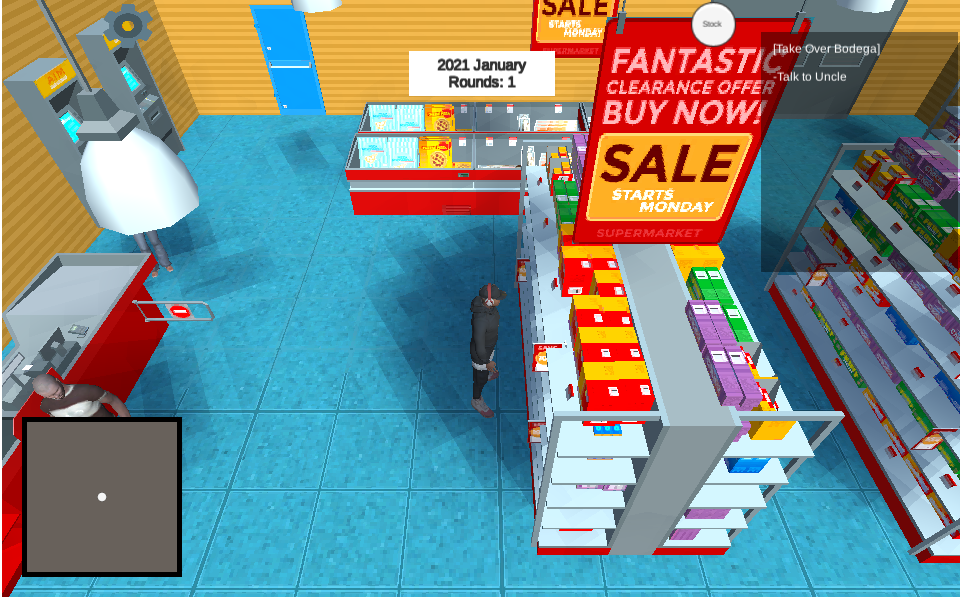 SALE
STARTS
MONDAY
SUPERMARKET
Stock
[Take Over Bodega]
-Talk to Uncle
2021 January
Rounds: 1
FANTASTIC
CLEARANCE OFFER
BUY NOW!
SALE
STARTS
MONDAY
SUPERMARKET